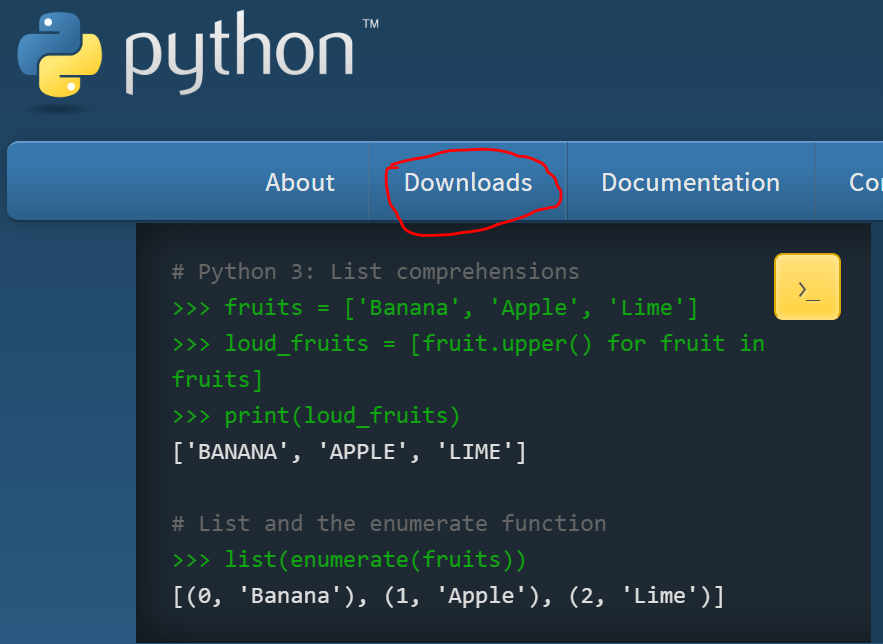 python™
About Downloads Documentation
# Python 3: List comprehensions
>>> fruits = ['Banana', 'Apple', 'Lime']
>>> loud_fruits = [fruit.upper() for fruit in
fruits]
>>> print(loud_fruits)
['BANANA', 'APPLE', 'LIME']
# List and the enumerate function
>>> list(enumerate(fruits))
[(0, 'Banana'), (1, 'Apple'), (2, 'Lime')]